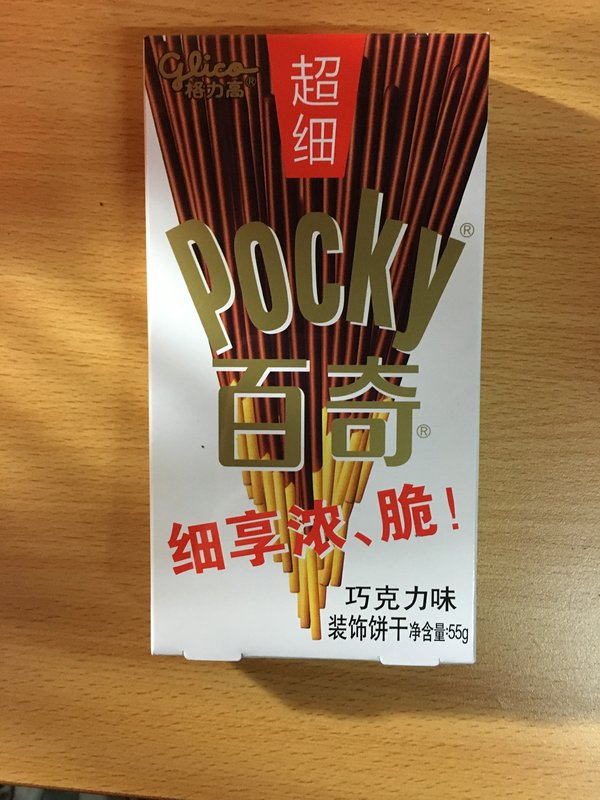 glico®
格力高
超细
Pocky®
百奇®
细享浓、脆！
巧克力味
装饰饼干净含量:55g